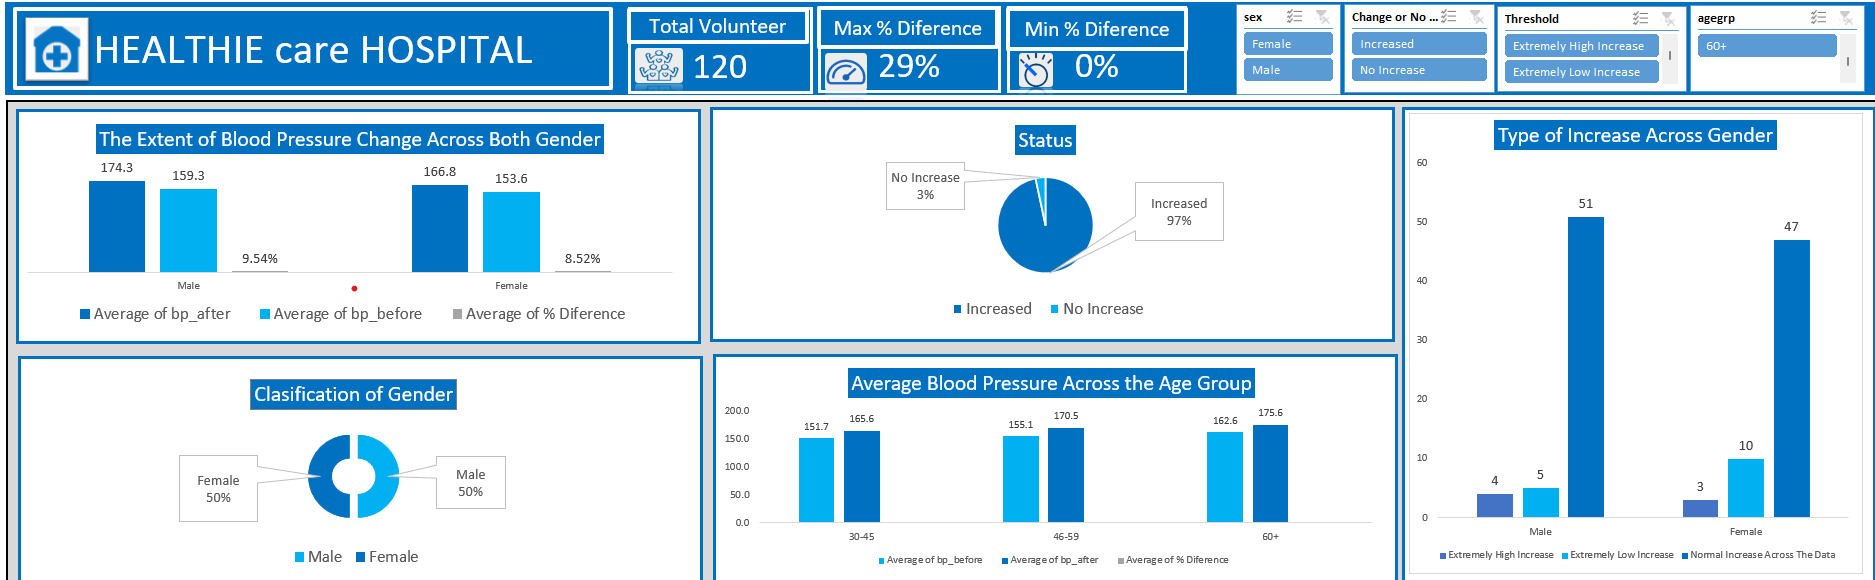 HEALTHIE care HOSPITAL
Total Volunteer
120
Max % Diference
29%
Min % Diference
0%
sex
Female
Male
Change or No ...
Increased
No Increase
Threshold
Extremely High Increase
Extremely Low Increase
agegrp
60+
The Extent of Blood Pressure Change Across Both Gender
174.3
159.3
9.54%
166.8
153.6
8.52%
Male
Female
Average of bp_after
Average of bp_before
Average of % Diference
Status
No Increase
3%
Increased
97%
Increased
No Increase
Type of Increase Across Gender
60
50
40
30
20
10
0
4
5
51
3
10
47
Male
Female
Extremely High Increase
Extremely Low Increase
Normal Increase Across The Data
Clasification of Gender
Female
50%
Male
50%
Male
Female
Average Blood Pressure Across the Age Group
200.0
150.0
100.0
50.0
0.0
151.7
165.6
155.1
170.5
162.6
175.6
30-45
46-59
60+
Average of bp_before
Average of bp_after
Average of % Diference